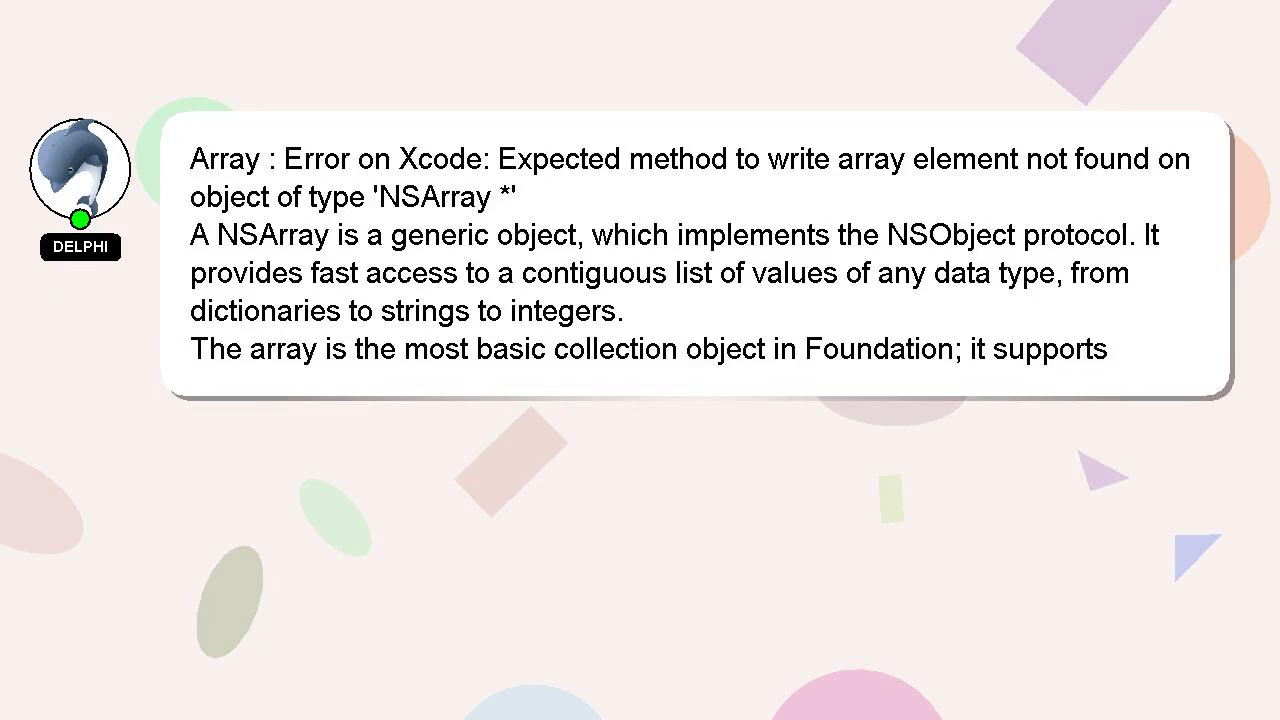 Array : Error on Xcode: Expected method to write array element not found on
object of type 'NSArray *'
A NSArray is a generic object, which implements the NSObject protocol. It
provides fast access to a contiguous list of values of any data type, from
dictionaries to strings to integers.
The array is the most basic collection object in Foundation; it supports
DELPHI